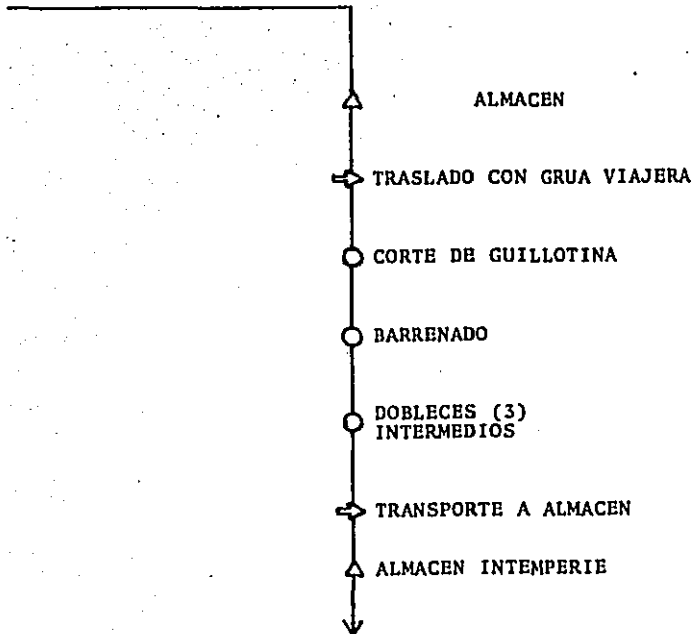 ALMACEN
TRASLADO CON GRUA VIAJERA
CORTE DE GUILLOTINA
BARRENADO
DOBLECES (3)
INTERMEDIOS
TRANSPORTE A ALMACEN
ALMACEN INTEMPERIE